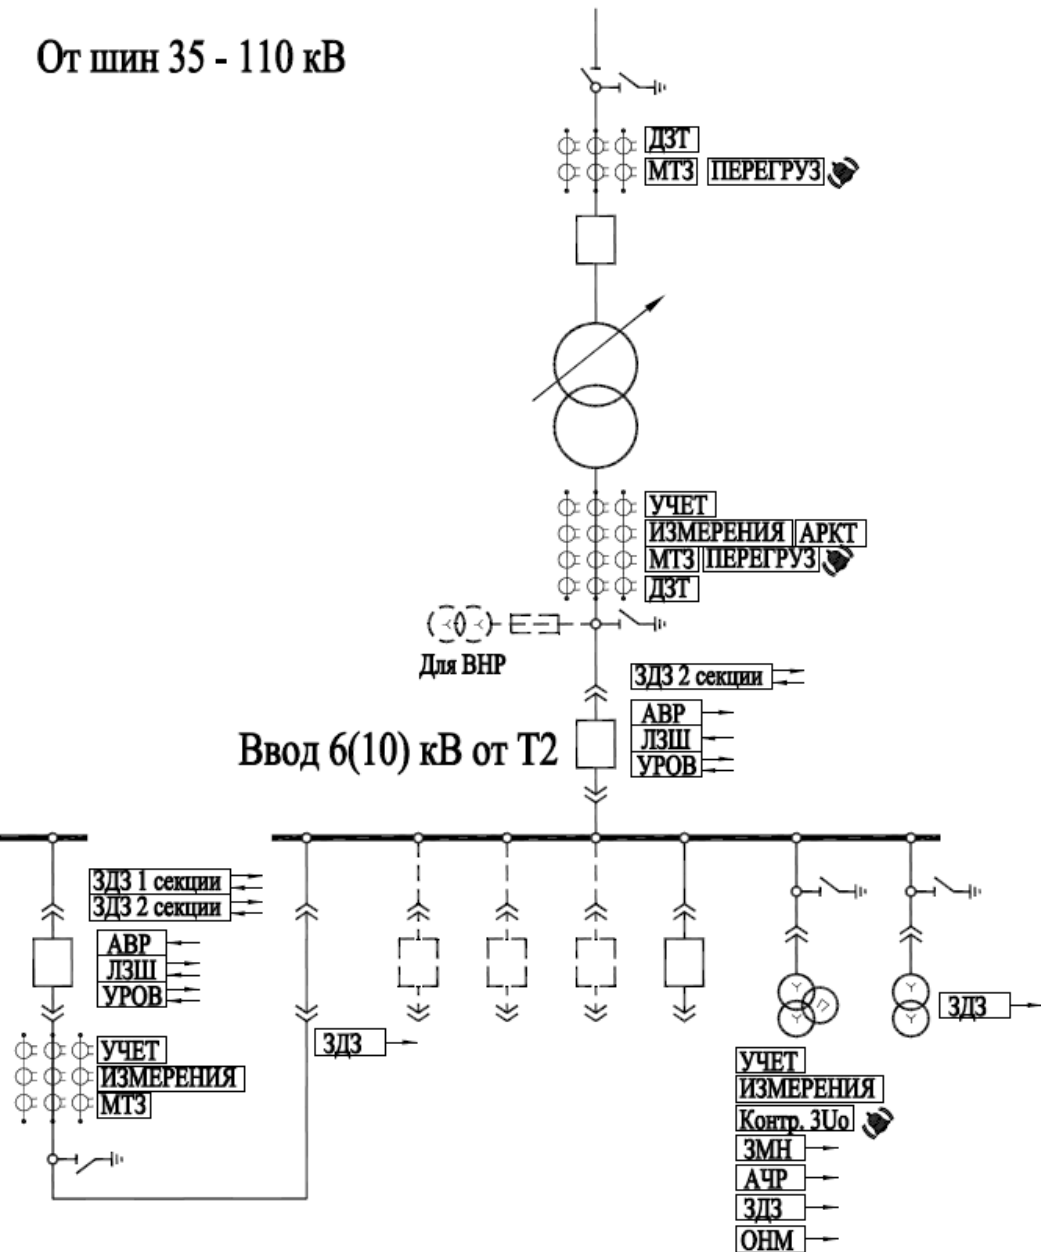 От шин 35 - 110 кВ
ДЗТ
МТЗ ПЕРЕГРУЗ
УЧЕТ
ИЗМЕРЕНИЯ АРКТ
МТЗ ПЕРЕГРУЗ
ДЗТ
Для ВНР
ЗДЗ 2 секции
АВР
ЛЗШ
УРОВ
Ввод 6(10) кВ от Т2
ЗДЗ 1 секции
ЗДЗ 2 секции
АВР
ЛЗШ
УРОВ
УЧЕТ
ИЗМЕРЕНИЯ
МТЗ
ЗДЗ
ЗДЗ
УЧЕТ
ИЗМЕРЕНИЯ
Контр. 3Uo
ЗМН
АЧР
ЗДЗ
ОНМ